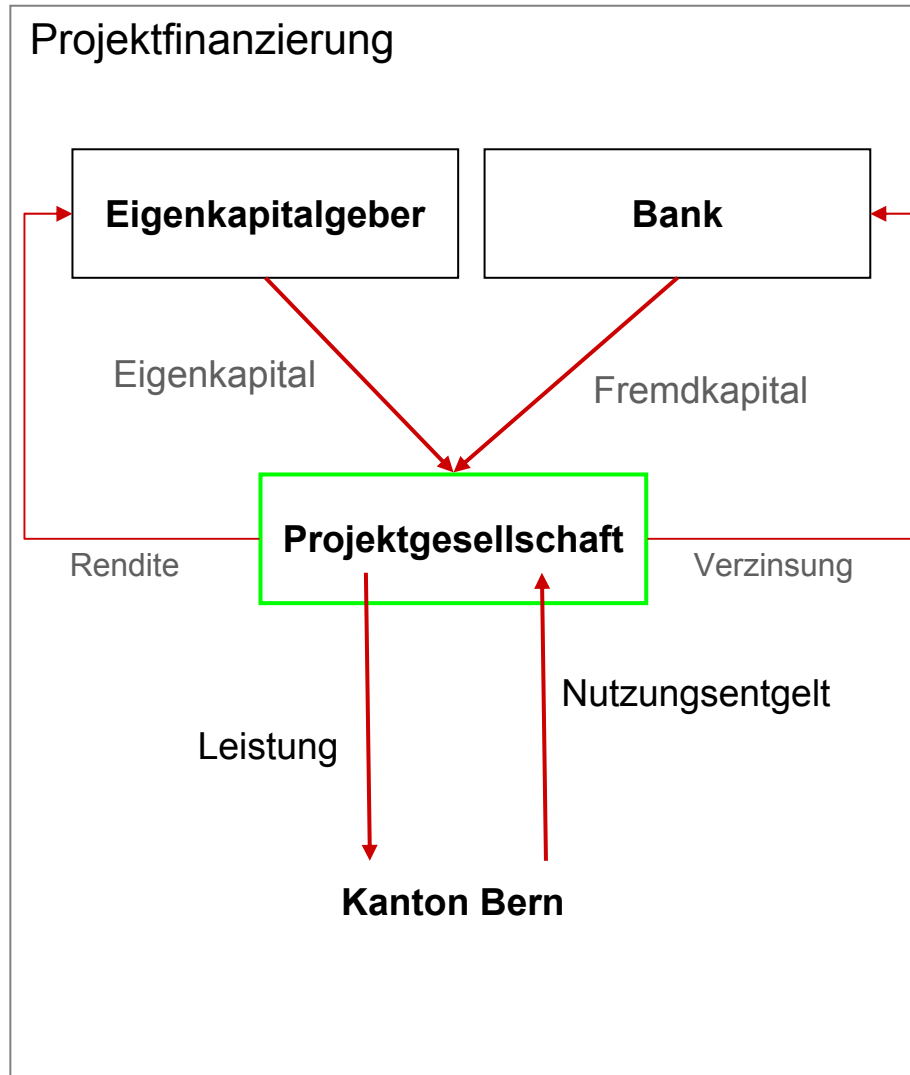 Projektfinanzierung
Eigenkapitalgeber
Bank
Eigenkapital
Fremdkapital
Projektgesellschaft
Rendite
Verzinsung
Nutzungsentgelt
Leistung
Kanton Bern